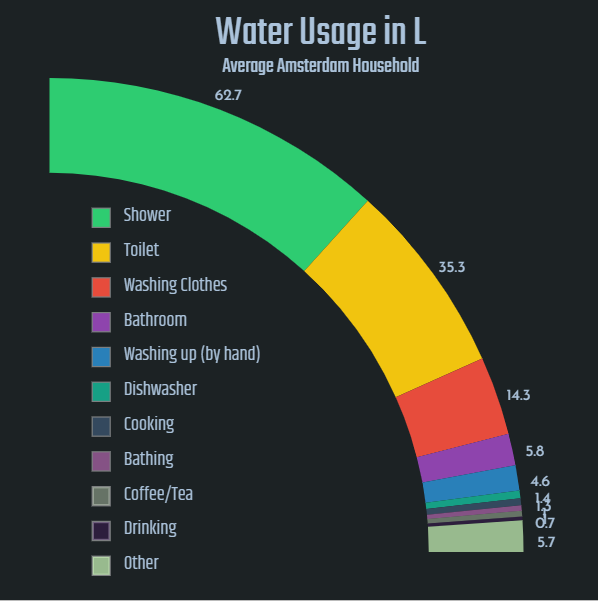 Water Usage in L
Average Amsterdam Household
62.7
35.3
14.3
5.8
4.6
1.4
1.3
1
0.7
5.7
Shower
Toilet
Washing Clothes
Bathroom
Washing up (by hand)
Dishwasher
Cooking
Bathing
Coffee/Tea
Drinking
Other